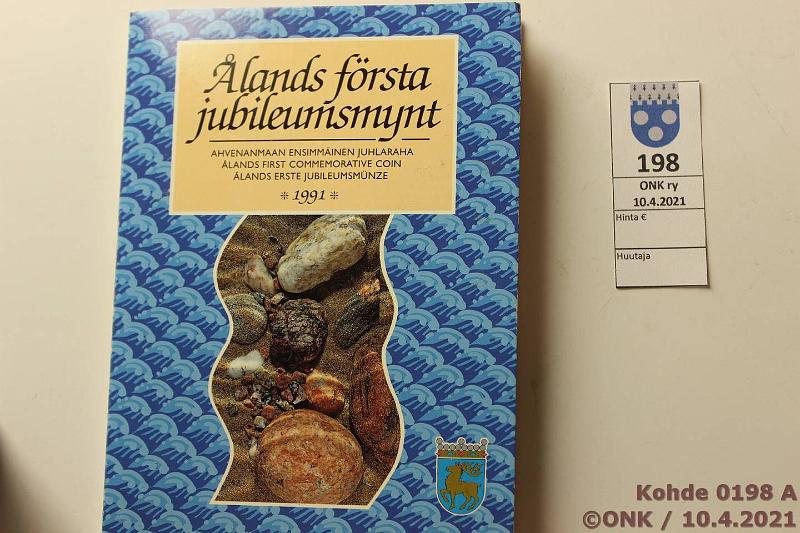 Ålands första
jubileumsmynt
AHVENANMAAN ENSIMMÄINEN JUHLARAHA
ÅLANDS FIRST COMMEMORATIVE COIN
ÅLANDS ERSTE JUBILEUMSMÜNZE
* 1991 *
198
ONK ry
10.4.2021
Hinta €
Huutaja
Kohde 0198 A
©ONK / 10.4.2021